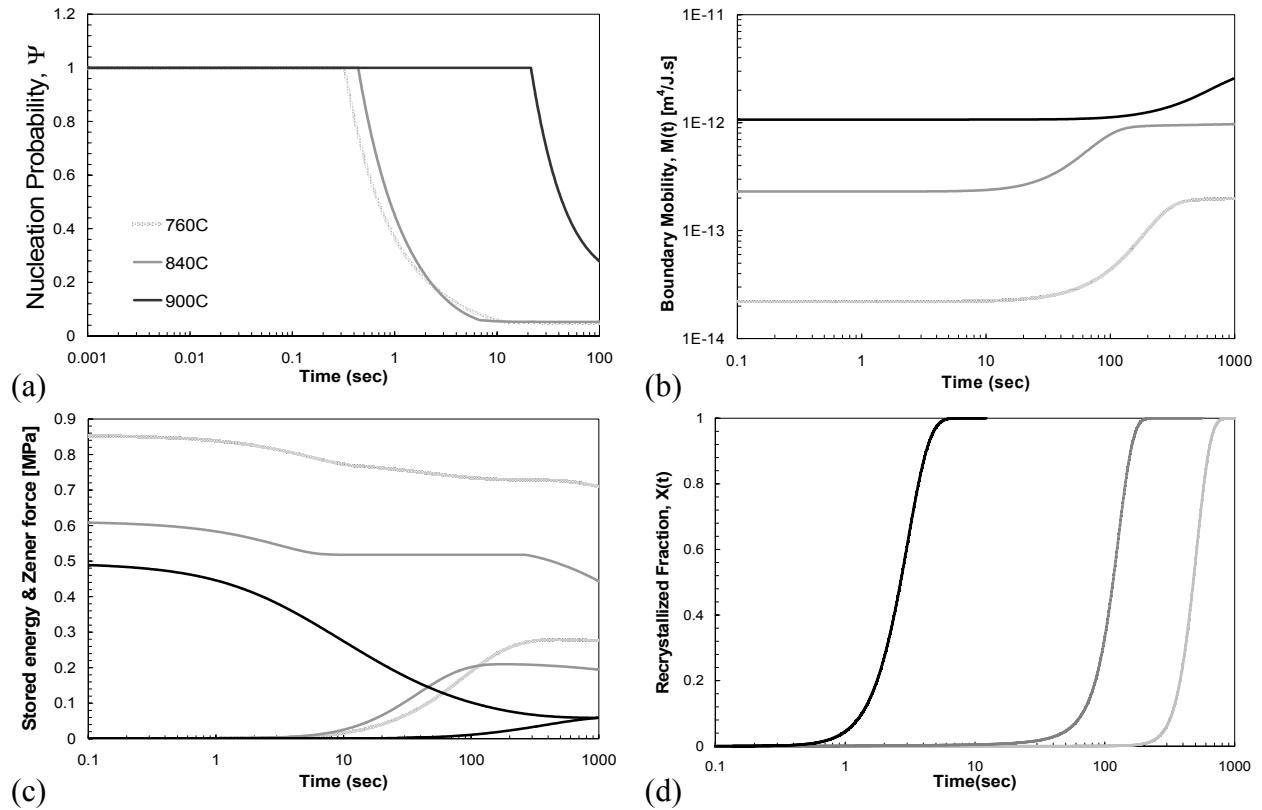 Nucleation Probability, Ψ
1.2
1
0.8
0.6
0.4
0.2
0
760C
840C
900C
0.001
0.01
0.1
1
10
100
Time (sec)
(a)
Boundary Mobility, M(t) [m⁴/J.s]
1E-11
1E-12
1E-13
1E-14
0.1
1
10
100
1000
Time (sec)
(b)
Stored energy & Zener force [MPa]
0.9
0.8
0.7
0.6
0.5
0.4
0.3
0.2
0.1
0
0.1
1
10
100
1000
Time (sec)
(c)
Recrystallized Fraction, X(t)
1
0.8
0.6
0.4
0.2
0
0.1
1
10
100
1000
Time(sec)
(d)